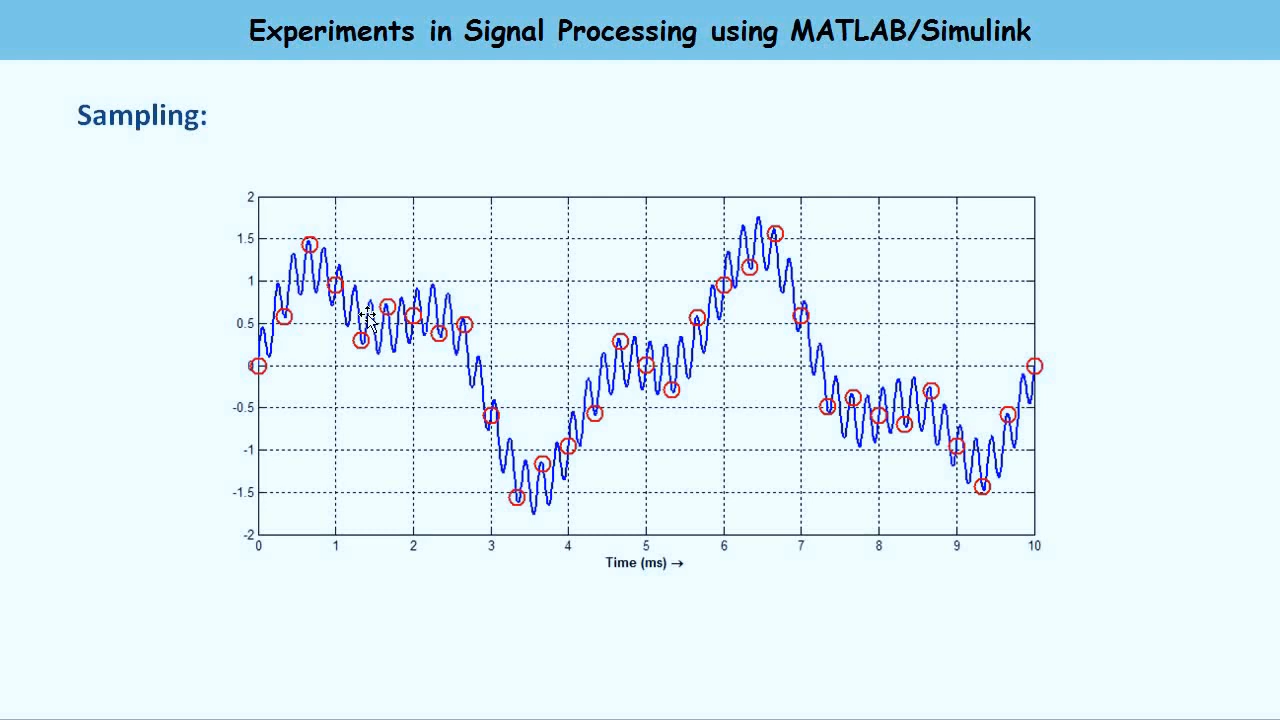 Experiments in Signal Processing using MATLAB/Simulink
Sampling:
2
1.5
1
0.5
0
-0.5
-1
-1.5
-2
0 1 2 3 4 5 6 7 8 9 10
Time (ms) →